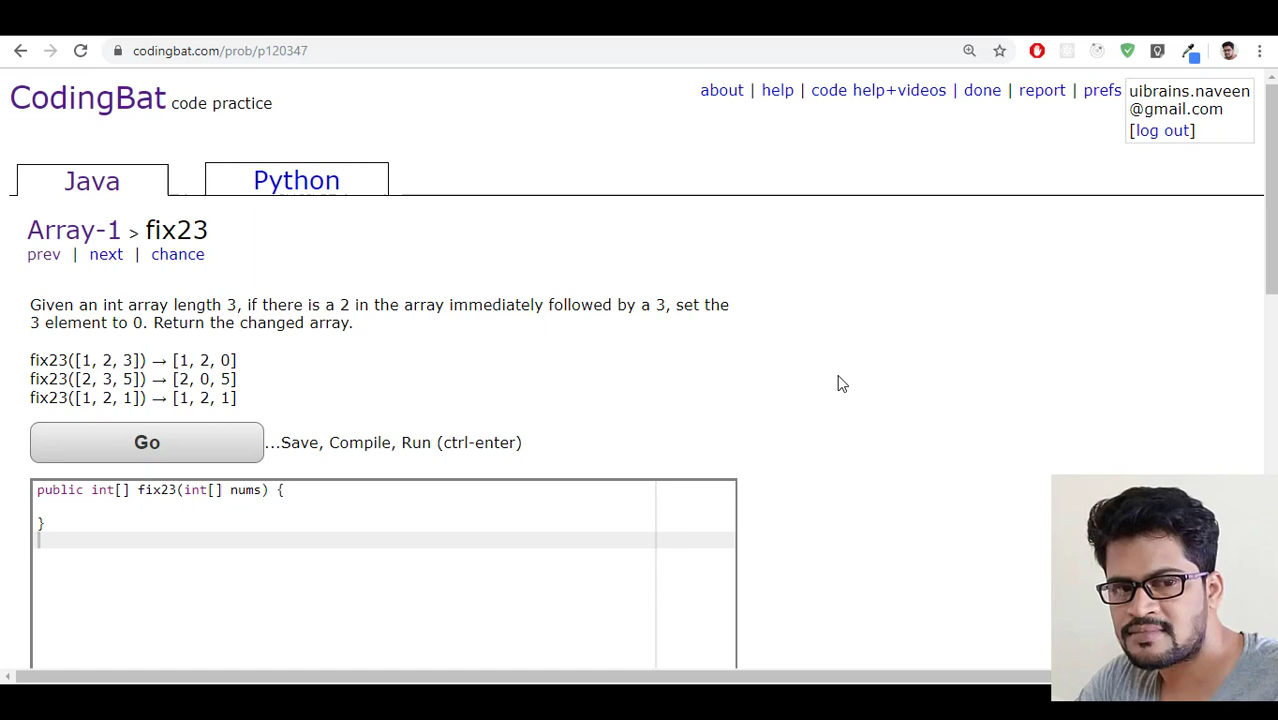 codingbat.com/prob/p120347
CodingBat code practice
about | help | code help+videos | done | report | prefs
uibrains.naveen
@gmail.com
[log out]
Java
Python
Array-1 > fix23
prev | next | chance
Given an int array length 3, if there is a 2 in the array immediately followed by a 3, set the
3 element to 0. Return the changed array.
fix23([1, 2, 3]) → [1, 2, 0]
fix23([2, 3, 5]) → [2, 0, 5]
fix23([1, 2, 1]) → [1, 2, 1]
Go
...Save, Compile, Run (ctrl-enter)
public int[] fix23(int[] nums) {
}